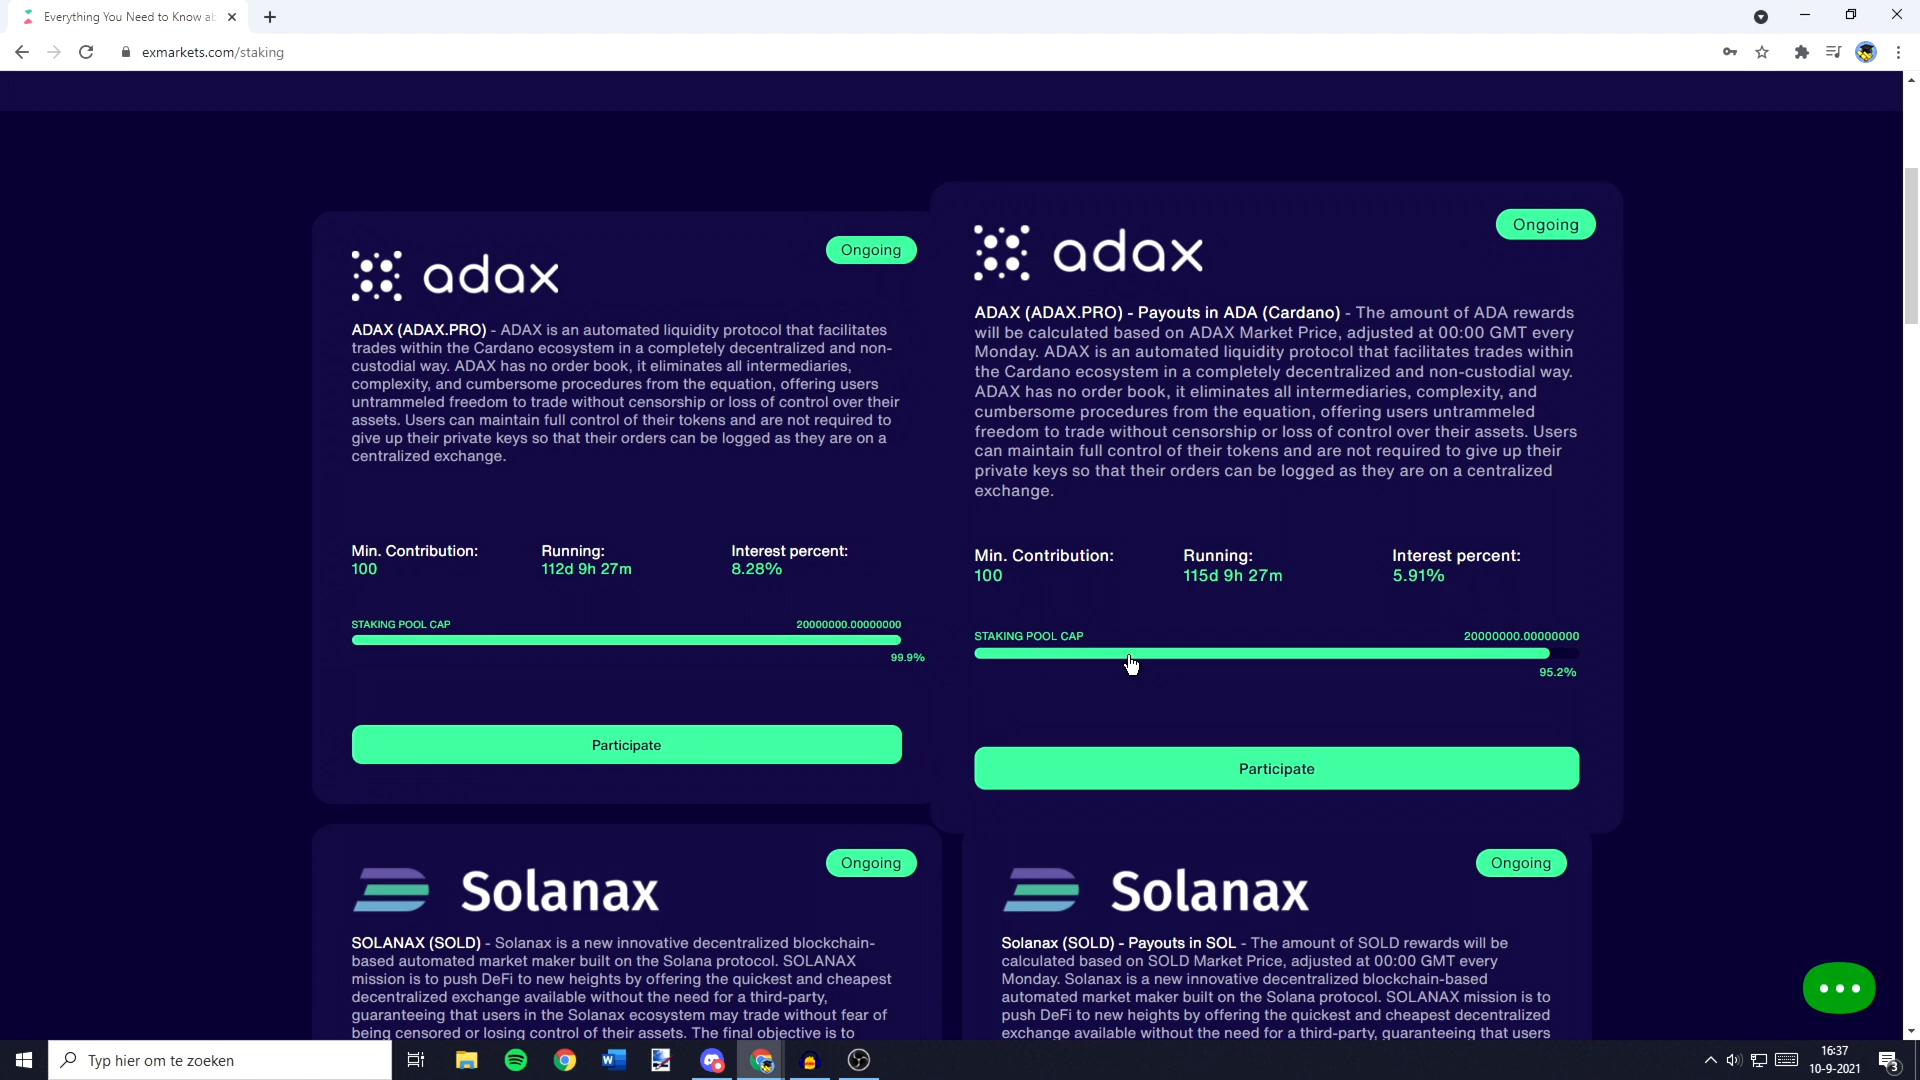 Everything You Need to Know ab
exmarkets.com/staking
adax
Ongoing
ADAX (ADAX.PRO) - ADAX is an automated liquidity protocol that facilitates
trades within the Cardano ecosystem in a completely decentralized and non-
custodial way. ADAX has no order book, it eliminates all intermediaries,
complexity, and cumbersome procedures from the equation, offering users
untrammeled freedom to trade without censorship or loss of control over their
assets. Users can maintain full control of their tokens and are not required to
give up their private keys so that their orders can be logged as they are on a
centralized exchange.
Min. Contribution: Running: Interest percent:
100 112d 9h 27m 8.28%
STAKING POOL CAP 20000000.00000000
99.9%
Participate
adax
Ongoing
ADAX (ADAX.PRO) - Payouts in ADA (Cardano) - The amount of ADA rewards
will be calculated based on ADAX Market Price, adjusted at 00:00 GMT every
Monday. ADAX is an automated liquidity protocol that facilitates trades within
the Cardano ecosystem in a completely decentralized and non-custodial way.
ADAX has no order book, it eliminates all intermediaries, complexity, and
cumbersome procedures from the equation, offering users untrammeled
freedom to trade without censorship or loss of control over their assets. Users
can maintain full control of their tokens and are not required to give up their
private keys so that their orders can be logged as they are on a centralized
exchange.
Min. Contribution: Running: Interest percent:
100 115d 9h 27m 5.91%
STAKING POOL CAP 20000000.00000000
95.2%
Participate
Solanax
Ongoing
SOLANAX (SOLD) - Solanax is a new innovative decentralized blockchain-
based automated market maker built on the Solana protocol. SOLANAX
mission is to push DeFi to new heights by offering the quickest and cheapest
decentralized exchange available without the need for a third-party,
guaranteeing that users in the Solanax ecosystem may trade without fear of
being censored or losing control of their assets. The final objective is to
Solanax
Ongoing
Solanax (SOLD) - Payouts in SOL - The amount of SOLD rewards will be
calculated based on SOLD Market Price, adjusted at 00:00 GMT every
Monday. Solanax is a new innovative decentralized blockchain-based
automated market maker built on the Solana protocol. SOLANAX mission is to
push DeFi to new heights by offering the quickest and cheapest decentralized
exchange available without the need for a third-party, guaranteeing that users
Typ hier om te zoeken
16:37
10-9-2021
3